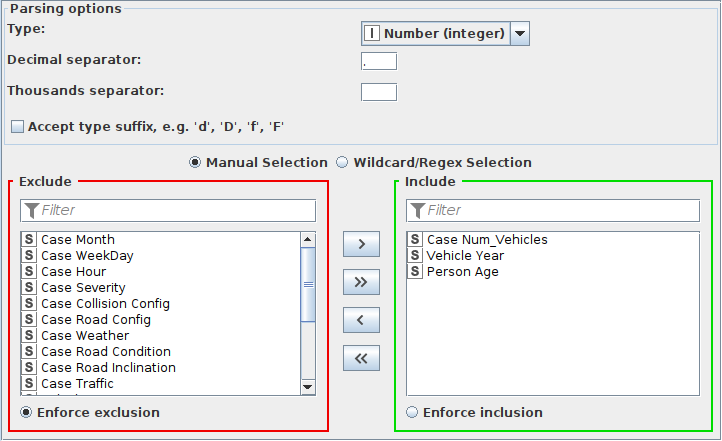 Parsing options
Type:
I Number (integer)
Decimal separator:
.
Thousands separator:
Accept type suffix, e.g. 'd', 'D', 'f', 'F'
Manual Selection Wildcard/Regex Selection
Exclude
Filter
S Case Month
S Case WeekDay
S Case Hour
S Case Severity
S Case Collision Config
S Case Road Config
S Case Weather
S Case Road Condition
S Case Road Inclination
S Case Traffic
Enforce exclusion
>
>>
<
<<
Include
Filter
S Case Num_Vehicles
S Vehicle Year
S Person Age
Enforce inclusion